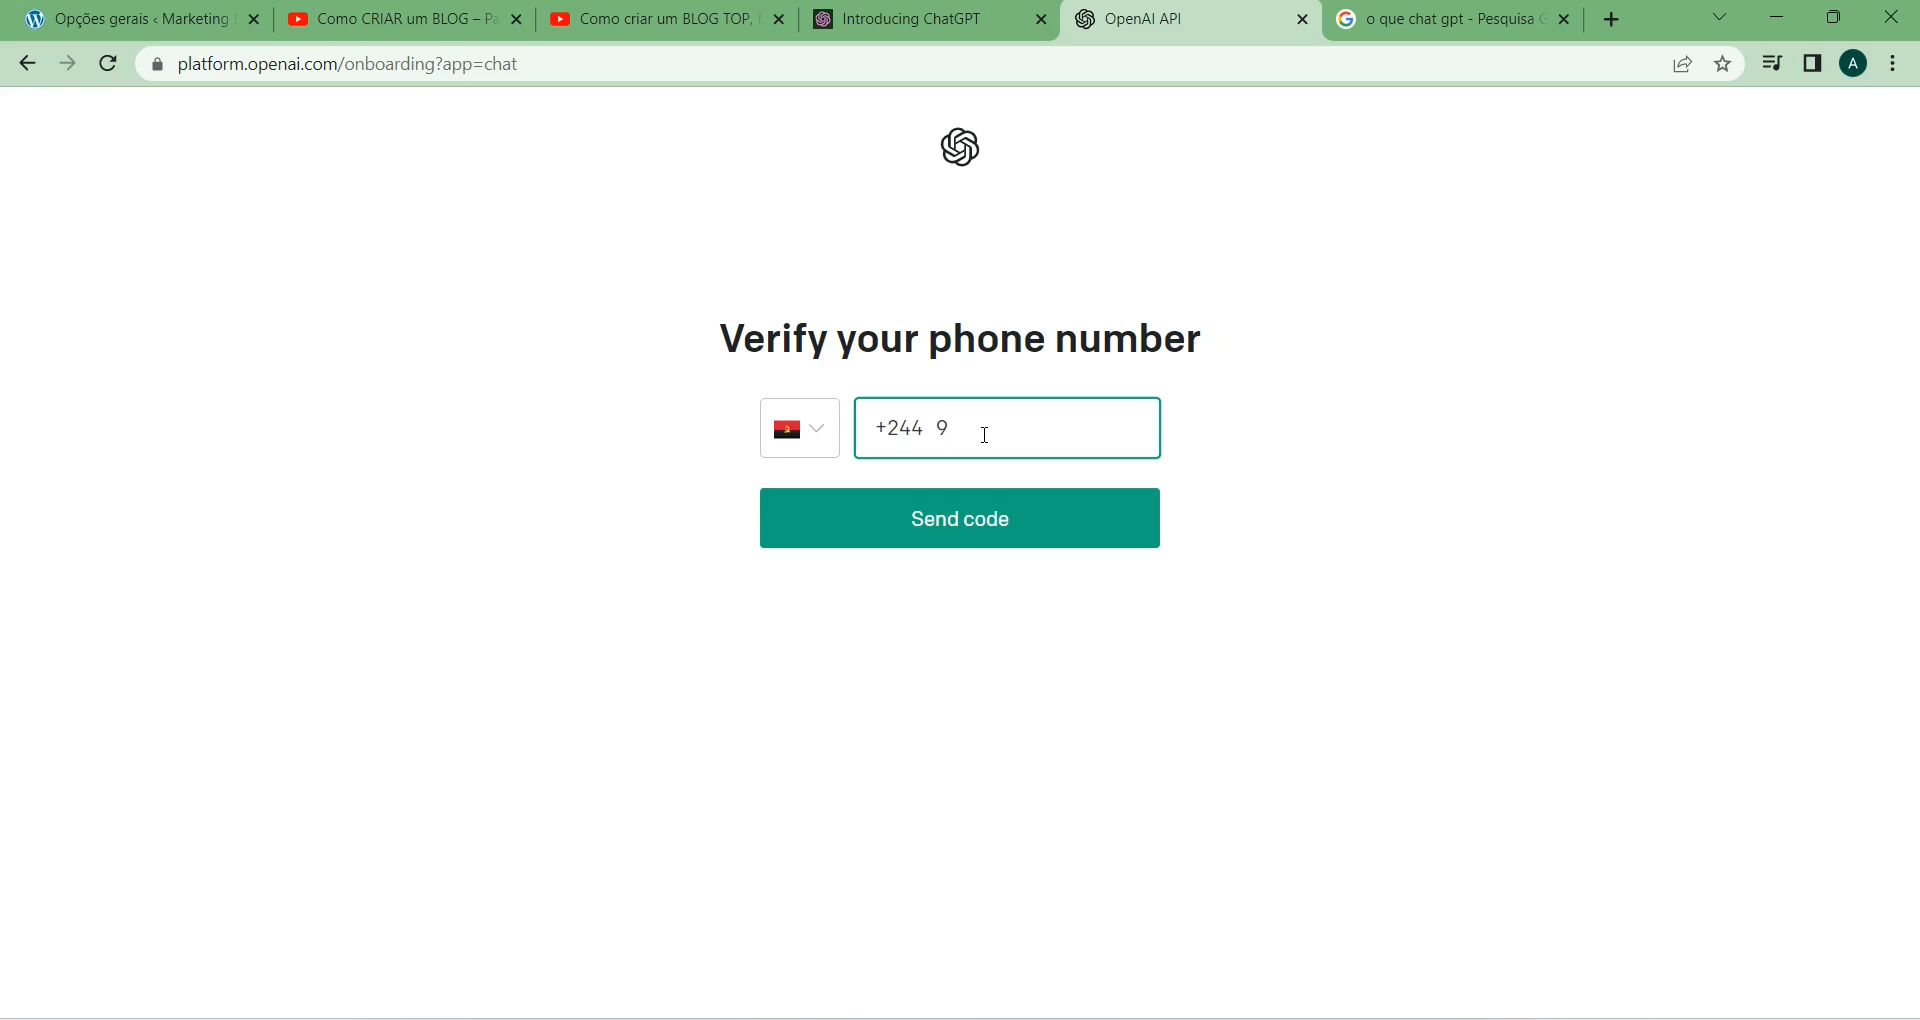 Opções gerais ‹ Marketing
Como CRIAR um BLOG – Pa
Como criar um BLOG TOP,
Introducing ChatGPT
OpenAI API
o que chat gpt - Pesquisa G
platform.openai.com/onboarding?app=chat
A
Verify your phone number
+244 9
Send code